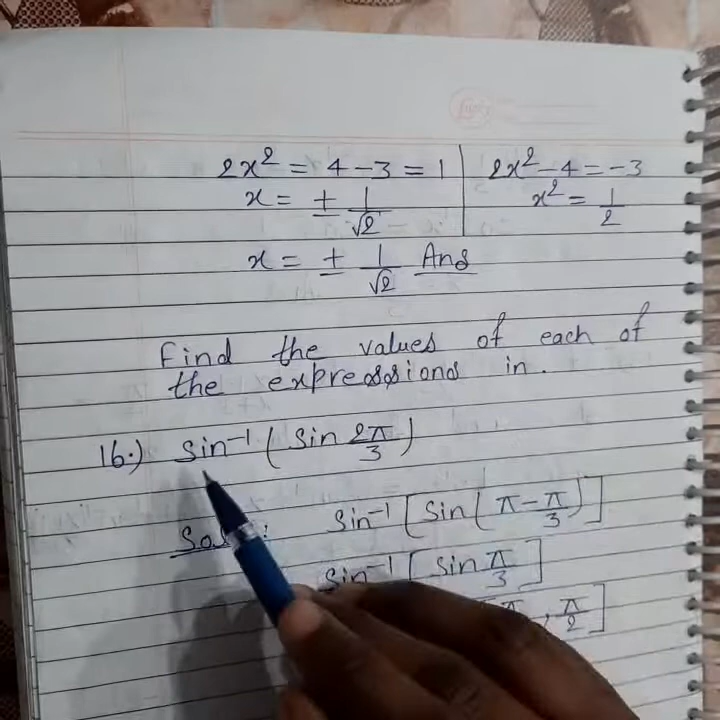 2x² = 4 - 3 = 1 | 2x² - 4 = -3
x = ± 1/√2 | x² = 1/2
x = ± 1/√2 Ans
Find the values of each of
the expressions in.
16.) sin⁻¹ ( sin 2π/3 )
sin⁻¹ [ sin ( π - π/3 ) ]
sin⁻¹ [ sin π/3 ]
, π/2 ]